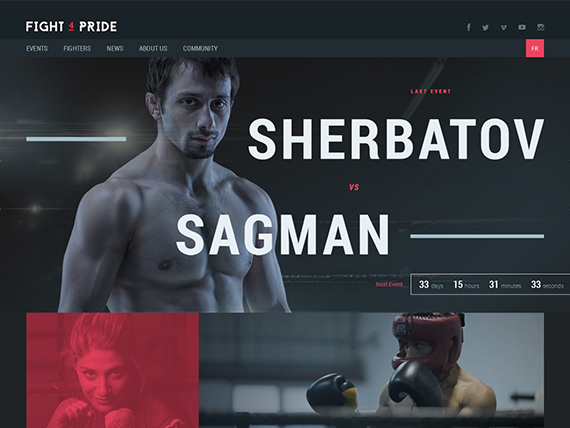 FIGHT 4 PRIDE
EVENTS FIGHTERS NEWS ABOUT US COMMUNITY FR
LAST EVENT
SHERBATOV
VS
SAGMAN
Next Event 33 days 15 hours 31 minutes 33 seconds